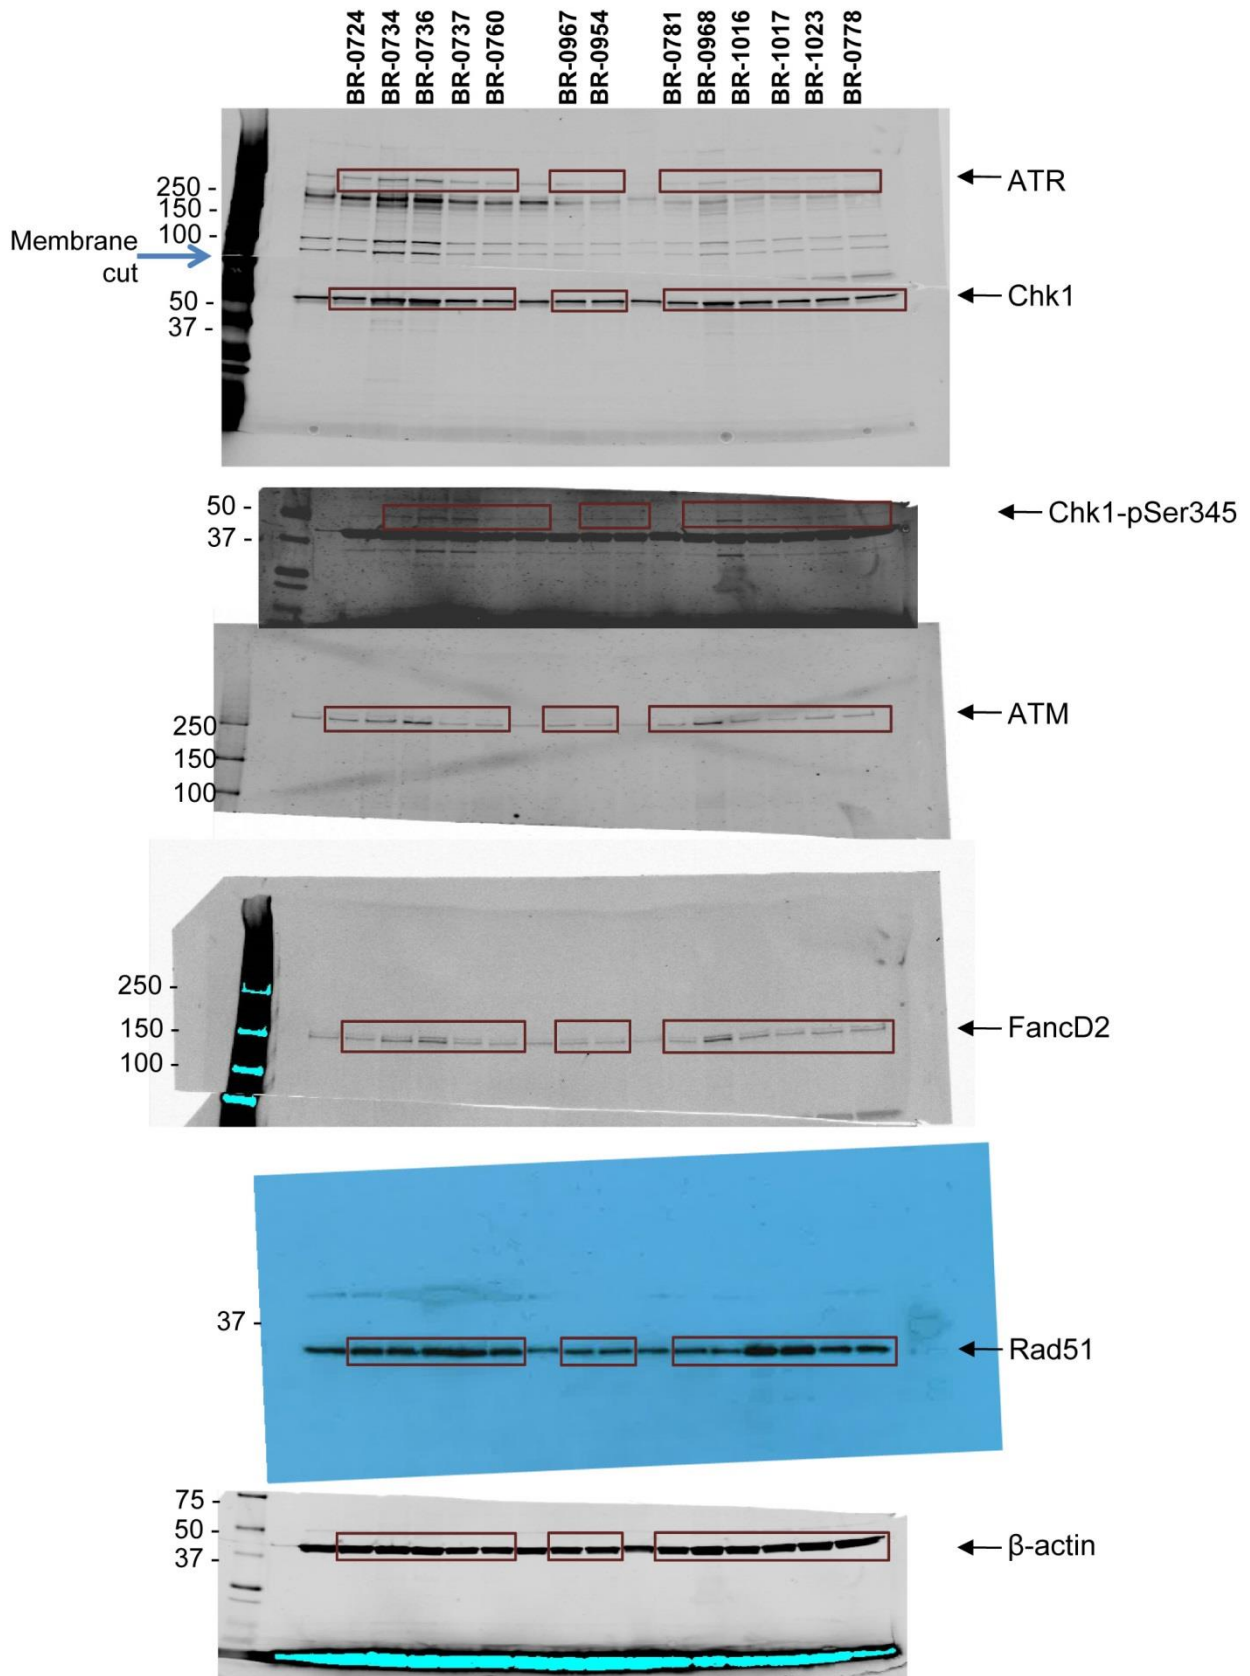 BR-0724
BR-0734
BR-0736
BR-0737
BR-0760
BR-0967
BR-0954
BR-0781
BR-0968
BR-1016
BR-1017
BR-1023
BR-0778
250 -
ATR
150 -
100 -
Membrane
cut
50 -
Chk1
37 -
50 -
Chk1-pSer345
37 -
ATM
250
150
100
250 -
150 -
FancD2
100 -
37 -
Rad51
75 -
50 -
37 -
β-actin